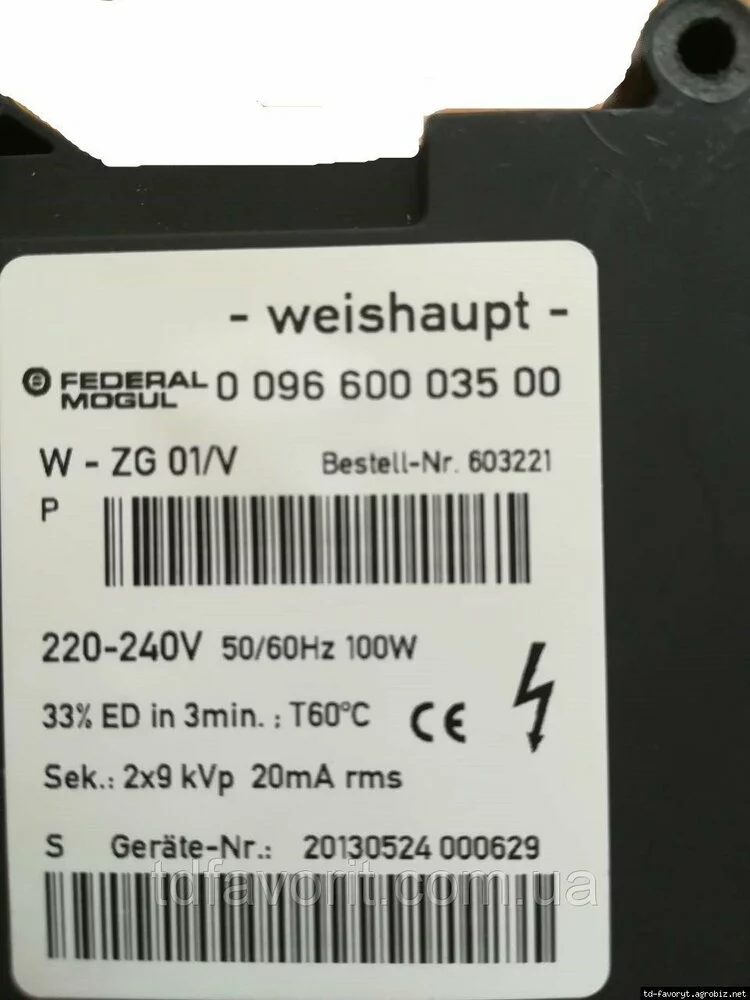 - weishaupt -
FEDERAL MOGUL 0 096 600 035 00
W - ZG 01/V Bestell-Nr. 603221
P
220-240V 50/60Hz 100W
33% ED in 3min. : T60°C CE
Sek.: 2x9 kVp 20mA rms
S Geräte-Nr.: 20130524 000629
tdfavorit.com.ua
td-favoryt.agrobiz.net